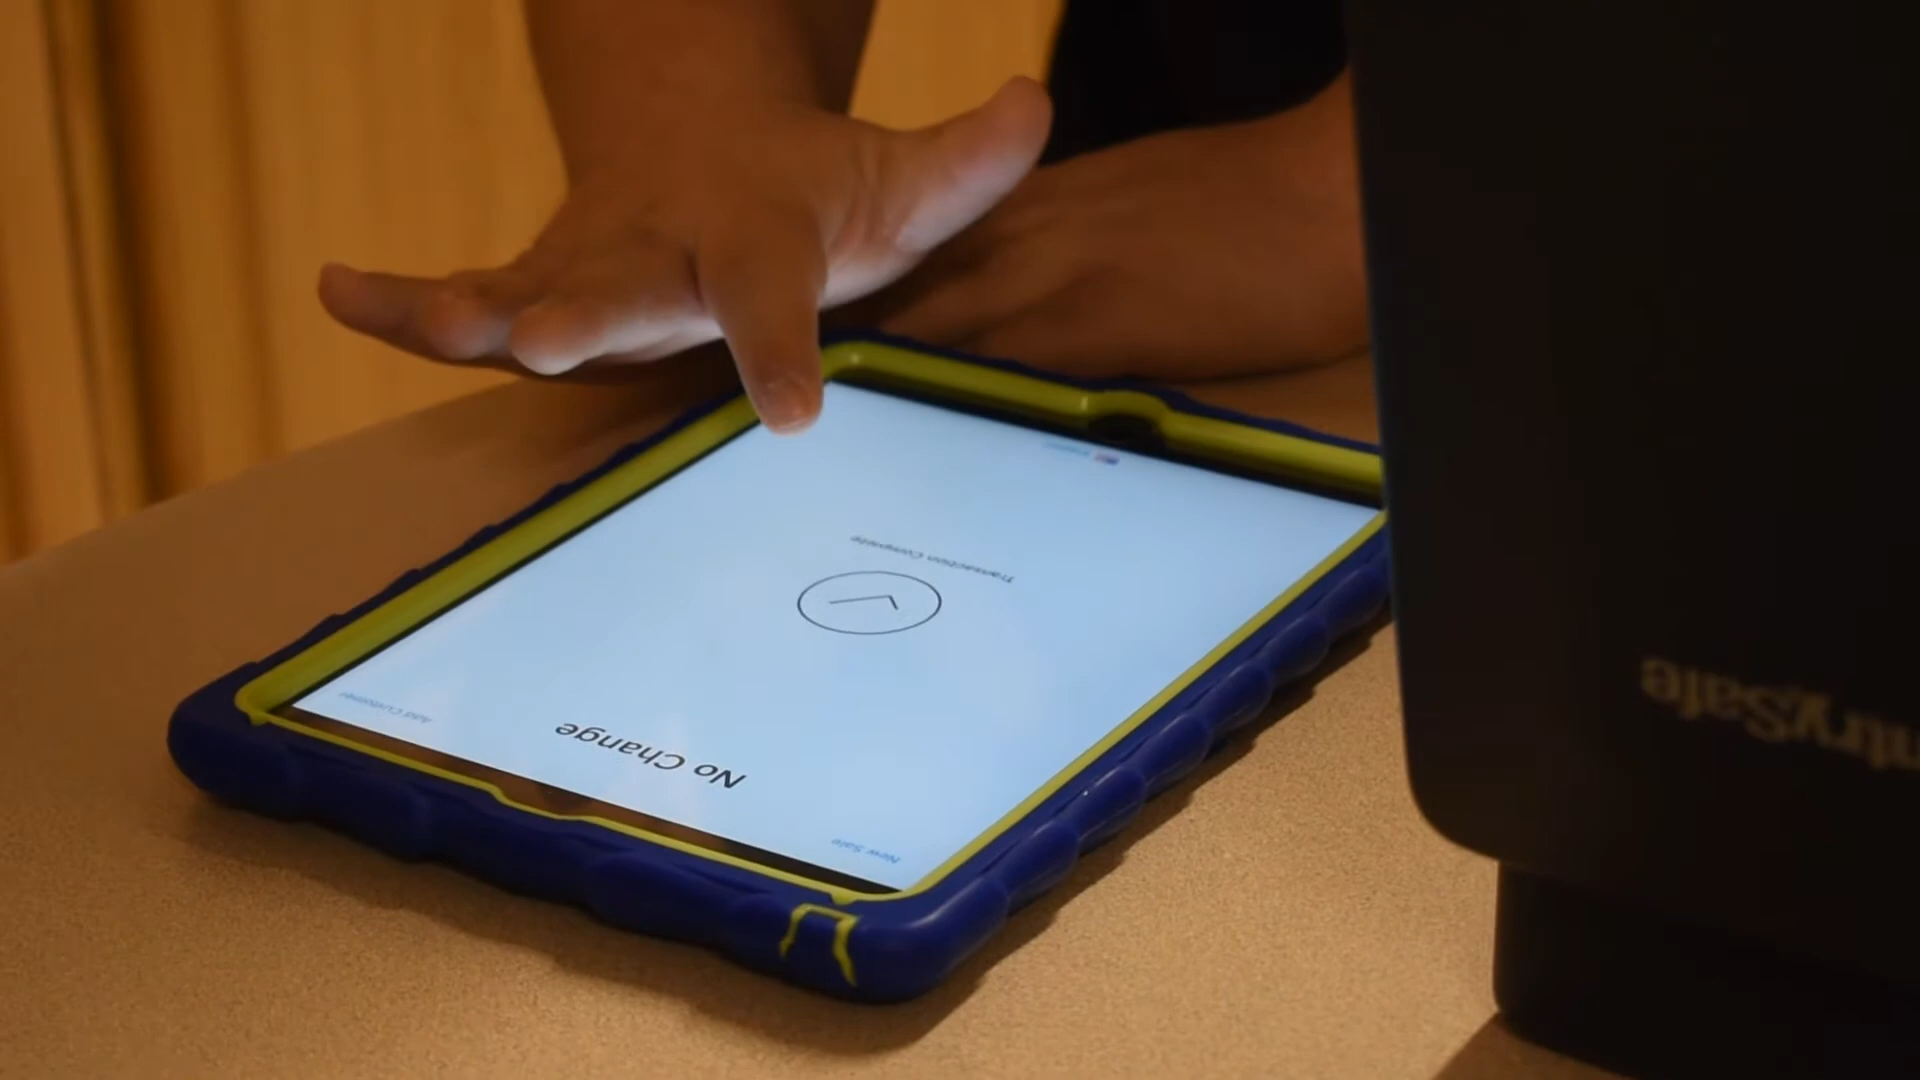 New Sale
Add Customer
No Change
Transaction Complete
ntrySafe